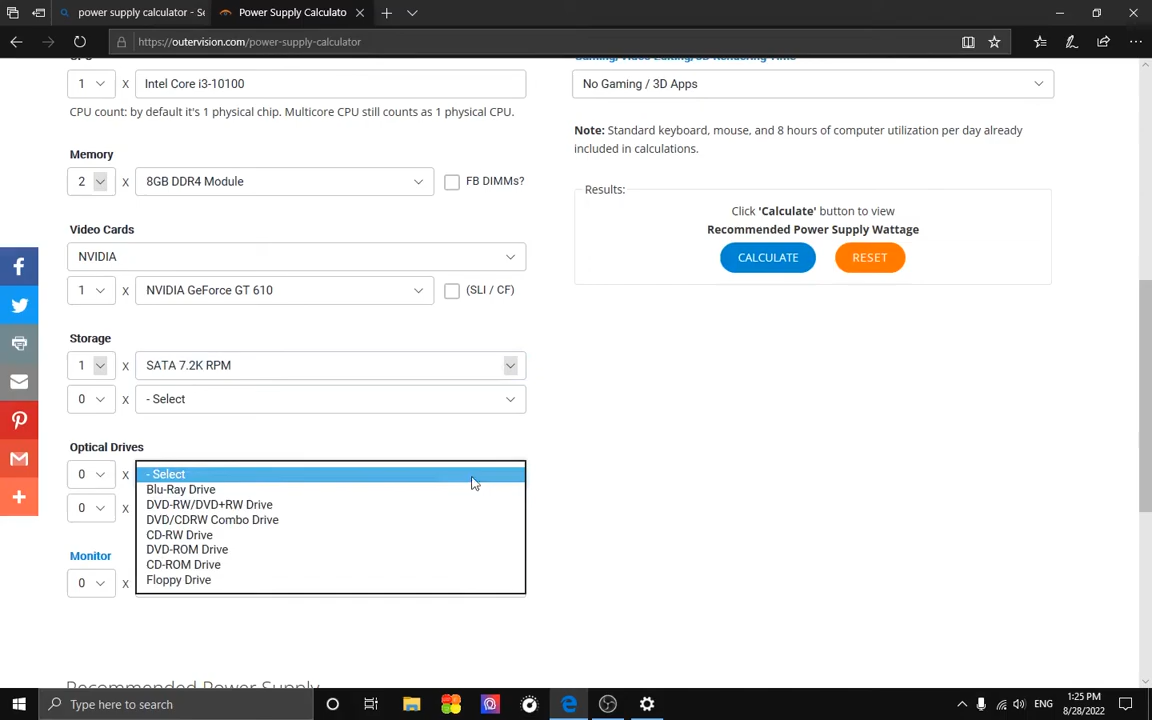 power supply calculator - Se
Power Supply Calculato
https://outervision.com/power-supply-calculator
1 X Intel Core i3-10100
No Gaming / 3D Apps
CPU count: by default it's 1 physical chip. Multicore CPU still counts as 1 physical CPU.
Note: Standard keyboard, mouse, and 8 hours of computer utilization per day already
included in calculations.
Memory
2 X 8GB DDR4 Module FB DIMMs?
Results:
Click 'Calculate' button to view
Recommended Power Supply Wattage
CALCULATE RESET
Video Cards
NVIDIA
1 X NVIDIA GeForce GT 610 (SLI / CF)
Storage
1 X SATA 7.2K RPM
0 X - Select
Optical Drives
0 X - Select
Blu-Ray Drive
DVD-RW/DVD+RW Drive
0 X
DVD/CDRW Combo Drive
CD-RW Drive
DVD-ROM Drive
Monitor
CD-ROM Drive
Floppy Drive
0 X
Recommended Power Supply
Type here to search
ENG
1:25 PM
8/28/2022